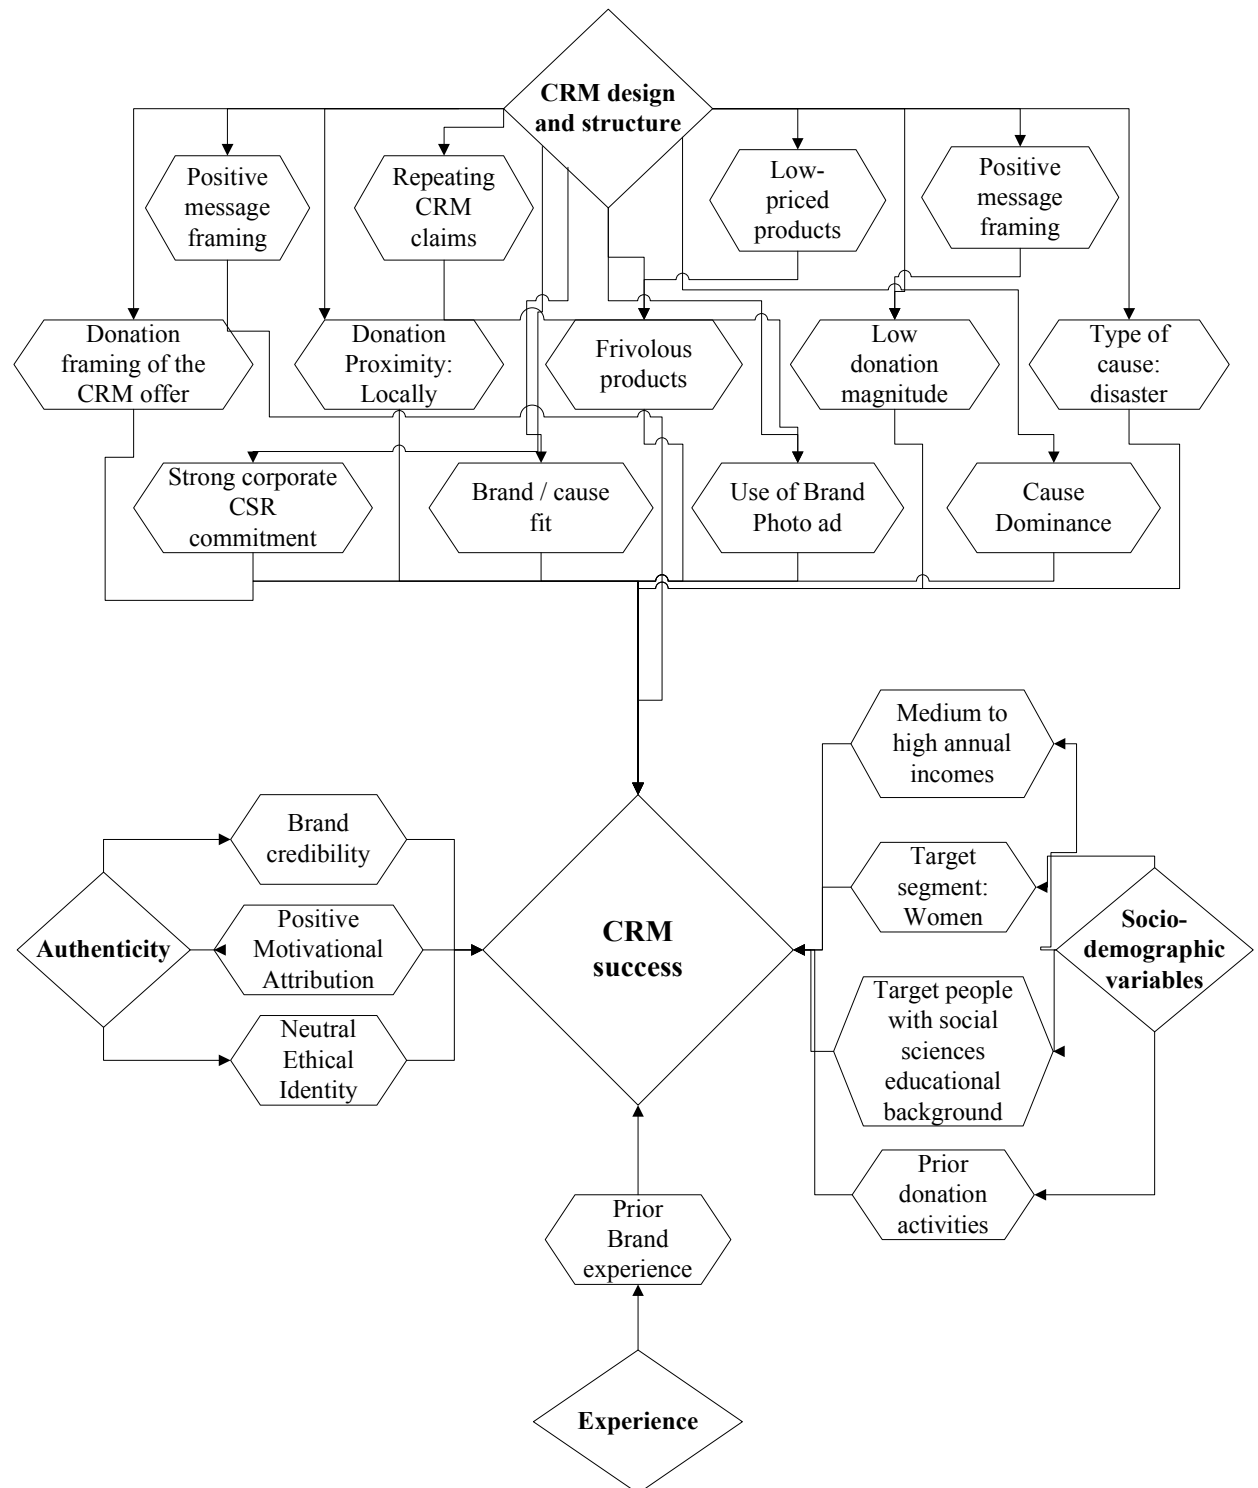 CRM design
and structure
Positive
message
framing
Repeating
CRM
claims
Low-
priced
products
Positive
message
framing
Donation
framing of the
CRM offer
Donation
Proximity:
Locally
Frivolous
products
Low
donation
magnitude
Type of
cause:
disaster
Strong corporate
CSR
commitment
Brand / cause
fit
Use of Brand
Photo ad
Cause
Dominance
Medium to
high annual
incomes
Brand
credibility
Target
segment:
Women
Authenticity
Positive
Motivational
Attribution
CRM
success
Socio-
demographic
variables
Neutral
Ethical
Identity
Target people
with social
sciences
educational
background
Prior
donation
activities
Prior
Brand
experience
Experience